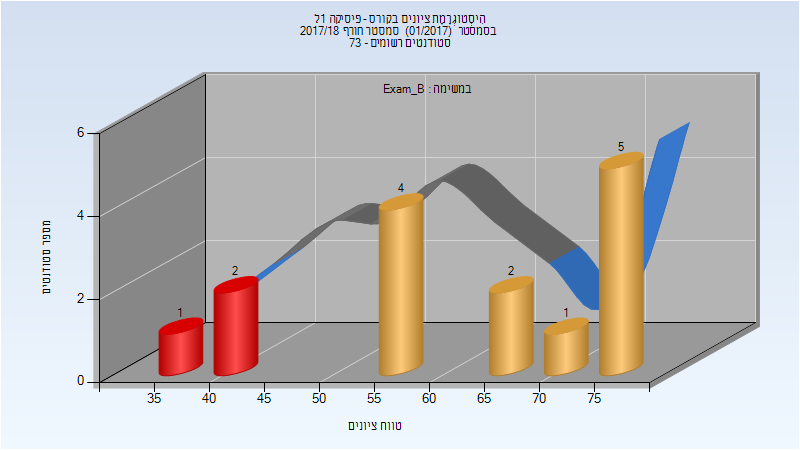 היסטוגרמת ציונים בקורס - פיסיקה 1ל
בסמסטר (01/2017) סמסטר חורף 2017/18
סטודנטים רשומים - 73
במשימה : Exam_B
מספר סטודנטים
6
4
2
0
1
2
4
2
1
5
35 40 45 50 55 60 65 70 75
טווח ציונים